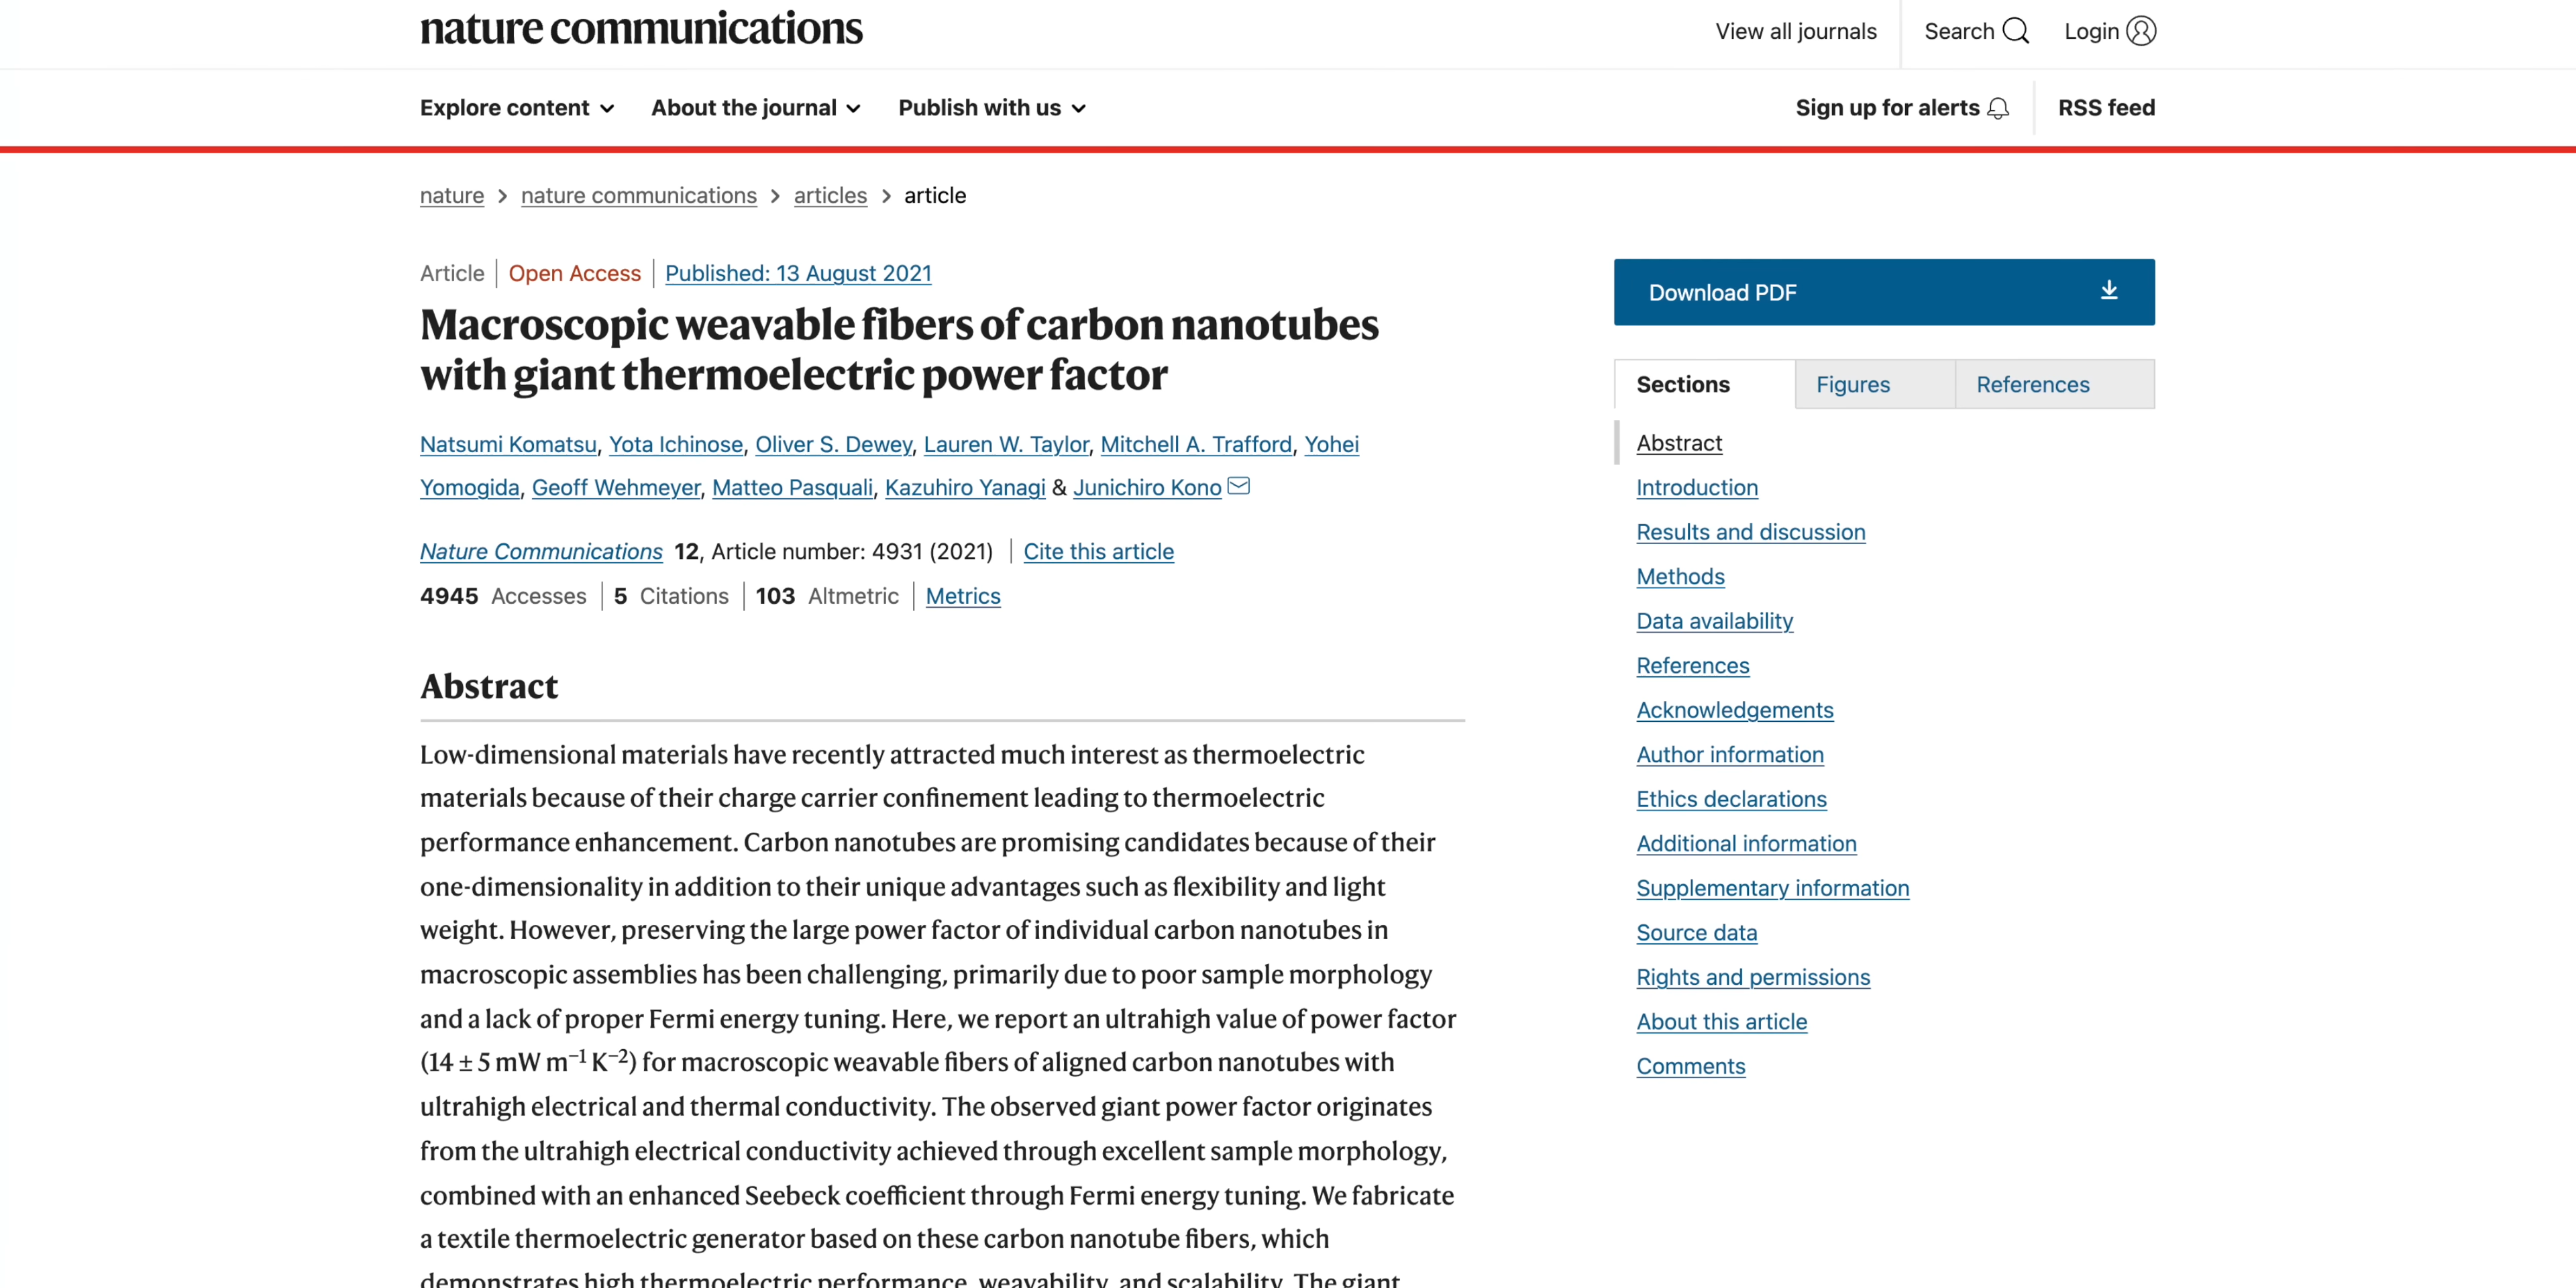 nature communications
View all journals
Search
Login
Explore content
About the journal
Publish with us
Sign up for alerts
RSS feed
nature > nature communications > articles > article
Article | Open Access | Published: 13 August 2021
Macroscopic weavable fibers of carbon nanotubes
with giant thermoelectric power factor
Natsumi Komatsu, Yota Ichinose, Oliver S. Dewey, Lauren W. Taylor, Mitchell A. Trafford, Yohei
Yomogida, Geoff Wehmeyer, Matteo Pasquali, Kazuhiro Yanagi & Junichiro Kono
Nature Communications 12, Article number: 4931 (2021) | Cite this article
4945 Accesses | 5 Citations | 103 Altmetric | Metrics
Abstract
Low-dimensional materials have recently attracted much interest as thermoelectric
materials because of their charge carrier confinement leading to thermoelectric
performance enhancement. Carbon nanotubes are promising candidates because of their
one-dimensionality in addition to their unique advantages such as flexibility and light
weight. However, preserving the large power factor of individual carbon nanotubes in
macroscopic assemblies has been challenging, primarily due to poor sample morphology
and a lack of proper Fermi energy tuning. Here, we report an ultrahigh value of power factor
(14 ± 5 mW m⁻¹ K⁻²) for macroscopic weavable fibers of aligned carbon nanotubes with
ultrahigh electrical and thermal conductivity. The observed giant power factor originates
from the ultrahigh electrical conductivity achieved through excellent sample morphology,
combined with an enhanced Seebeck coefficient through Fermi energy tuning. We fabricate
a textile thermoelectric generator based on these carbon nanotube fibers, which
demonstrates high thermoelectric performance, weavability, and scalability. The giant
Download PDF
Sections
Figures
References
Abstract
Introduction
Results and discussion
Methods
Data availability
References
Acknowledgements
Author information
Ethics declarations
Additional information
Supplementary information
Source data
Rights and permissions
About this article
Comments